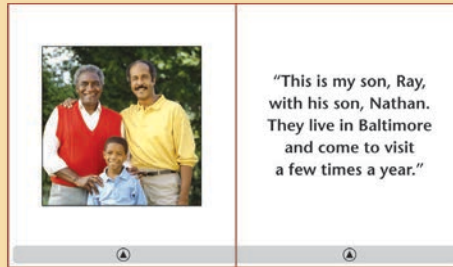 “This is my son, Ray,
with his son, Nathan.
They live in Baltimore
and come to visit
a few times a year.”